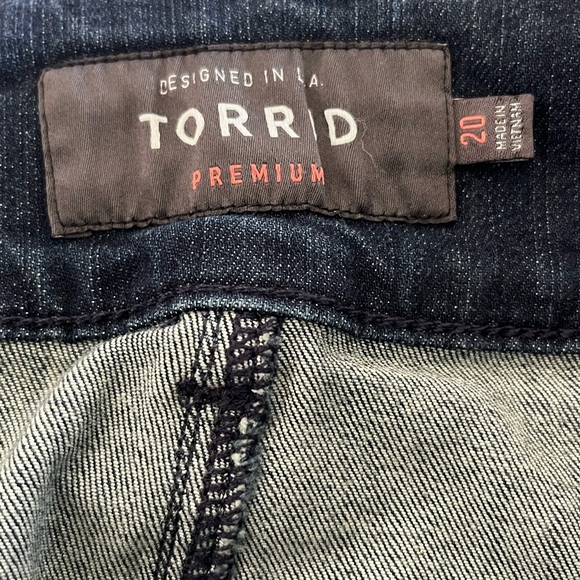 DESIGNED IN L.A.
TORRID
PREMIUM
20
MADE IN
VIETNAM